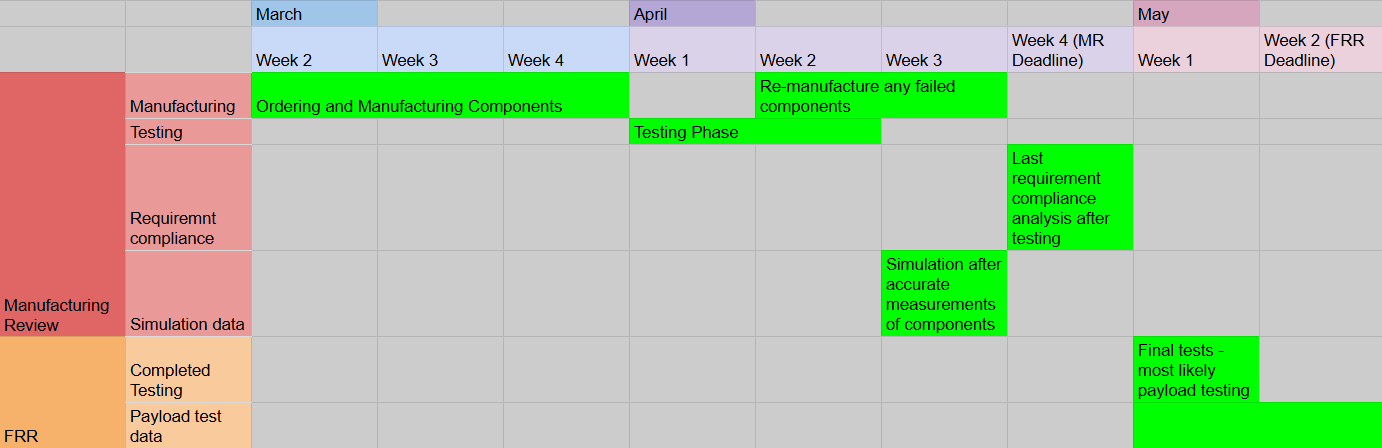 March
April
May
Week 2
Week 3
Week 4
Week 1
Week 2
Week 3
Week 4 (MR
Deadline)
Week 1
Week 2 (FRR
Deadline)
Manufacturing
Review
Manufacturing
Ordering and Manufacturing Components
Re-manufacture any failed
components
Testing
Testing Phase
Requiremnt
compliance
Last
requirement
compliance
analysis after
testing
Simulation data
Simulation after
accurate
measurements
of components
FRR
Completed
Testing
Final tests -
most likely
payload testing
Payload test
data